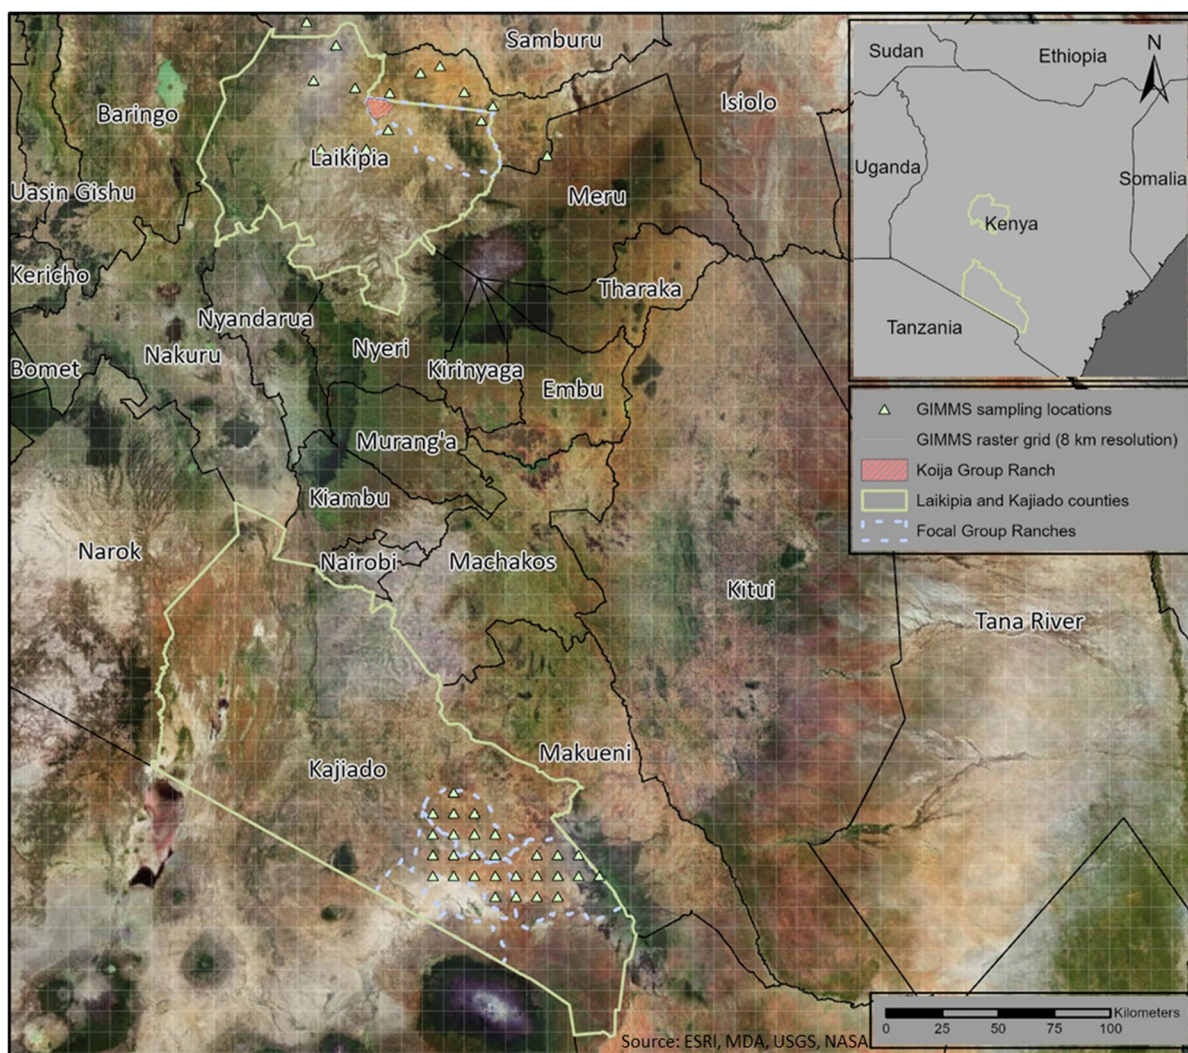 Samburu
Isiolo
Baringo
Laikipia
Uasin Gishu
Meru
Kericho
Tharaka
Nyandarua
Nakuru
Nyeri
Bomet
Kirinyaga
Embu
Murang'a
Kiambu
Narok
Nairobi
Machakos
Kitui
Tana River
Kajiado
Makueni
Sudan
Ethiopia
N
Uganda
Somalia
Kenya
Tanzania
GIMMS sampling locations
GIMMS raster grid (8 km resolution)
Koija Group Ranch
Laikipia and Kajiado counties
Focal Group Ranches
Kilometers
0 25 50 75 100
Source: ESRI, MDA, USGS, NASA